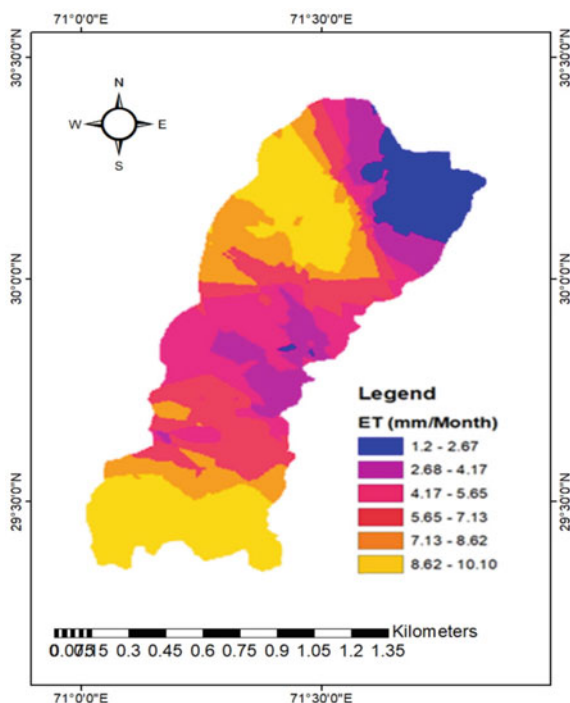 71°0'0"E 71°30'0"E
30°30'0"N 30°30'0"N
N
W E
S
30°0'0"N 30°0'0"N
Legend
ET (mm/Month)
1.2 - 2.67
2.68 - 4.17
4.17 - 5.65
5.65 - 7.13
7.13 - 8.62
8.62 - 10.10
29°30'0"N 29°30'0"N
Kilometers
0.3 0.45 0.6 0.75 0.9 1.05 1.2 1.35
71°0'0"E 71°30'0"E